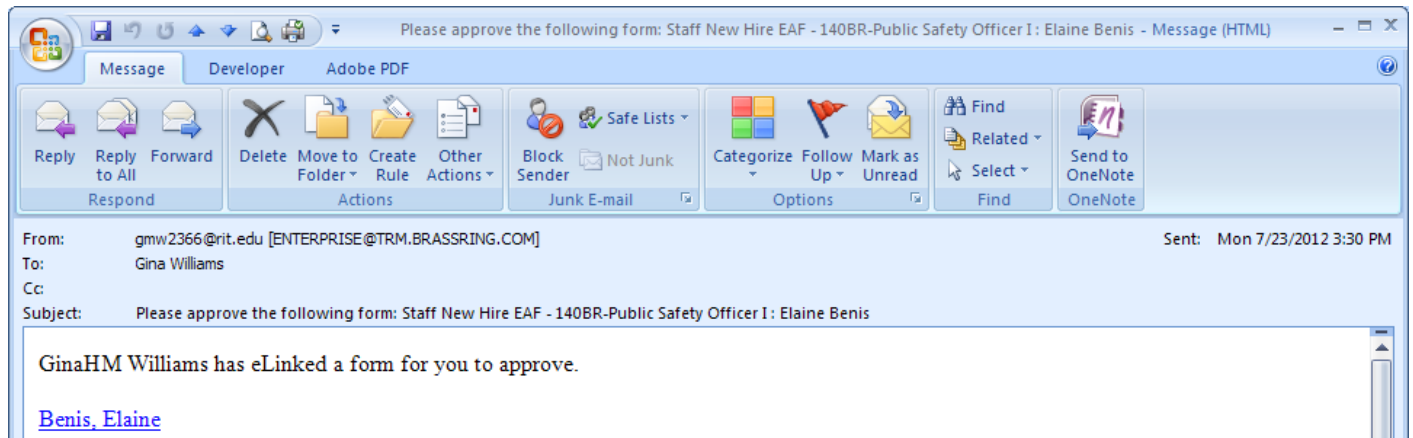 Please approve the following form: Staff New Hire EAF - 140BR-Public Safety Officer I : Elaine Benis - Message (HTML)
Message Developer Adobe PDF
Reply Reply to All Forward Delete Move to Folder Create Rule Other Actions Block Sender Safe Lists Not Junk Categorize Follow Up Mark as Unread Find Related Select Send to OneNote
Respond Actions Junk E-mail Options Find OneNote
From: gmw2366@rit.edu [ENTERPRISE@TRM.BRASSRING.COM] Sent: Mon 7/23/2012 3:30 PM
To: Gina Williams
Cc:
Subject: Please approve the following form: Staff New Hire EAF - 140BR-Public Safety Officer I : Elaine Benis
GinaHM Williams has eLinked a form for you to approve.
Benis, Elaine